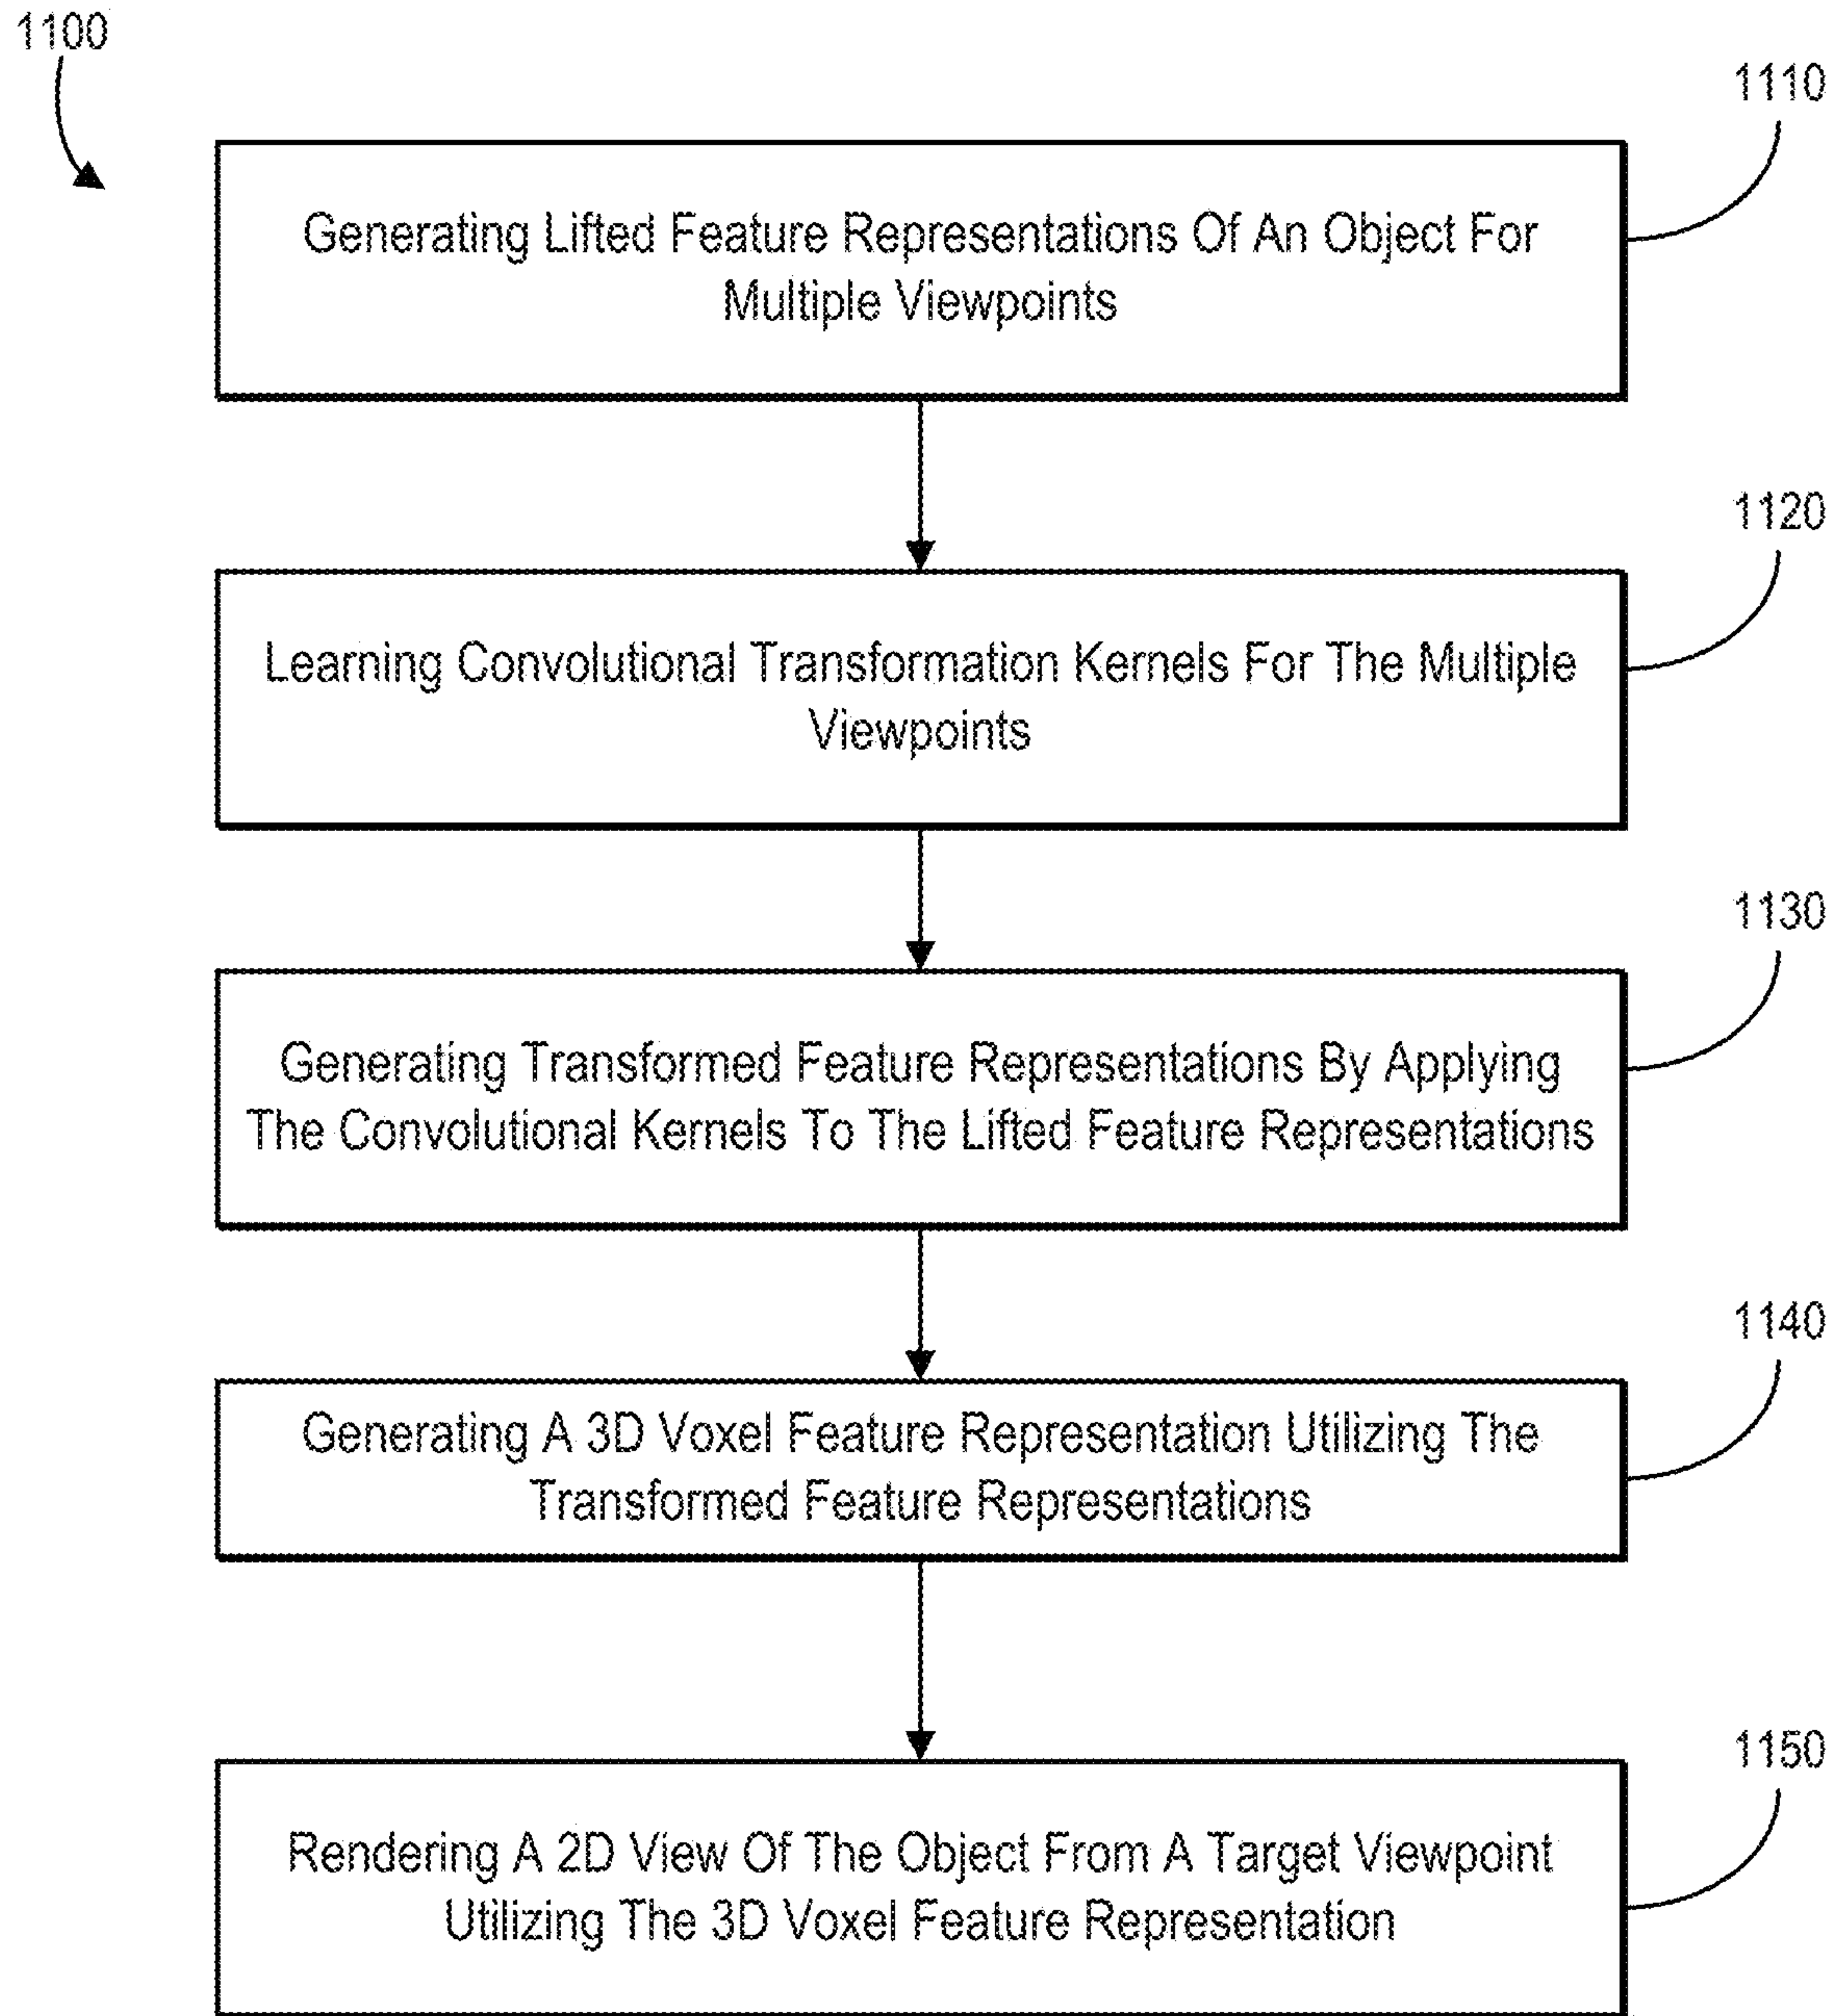 1100
1110
Generating Lifted Feature Representations Of An Object For
Multiple Viewpoints
1120
Learning Convolutional Transformation Kernels For The Multiple
Viewpoints
1130
Generating Transformed Feature Representations By Applying
The Convolutional Kernels To The Lifted Feature Representations
1140
Generating A 3D Voxel Feature Representation Utilizing The
Transformed Feature Representations
1150
Rendering A 2D View Of The Object From A Target Viewpoint
Utilizing The 3D Voxel Feature Representation